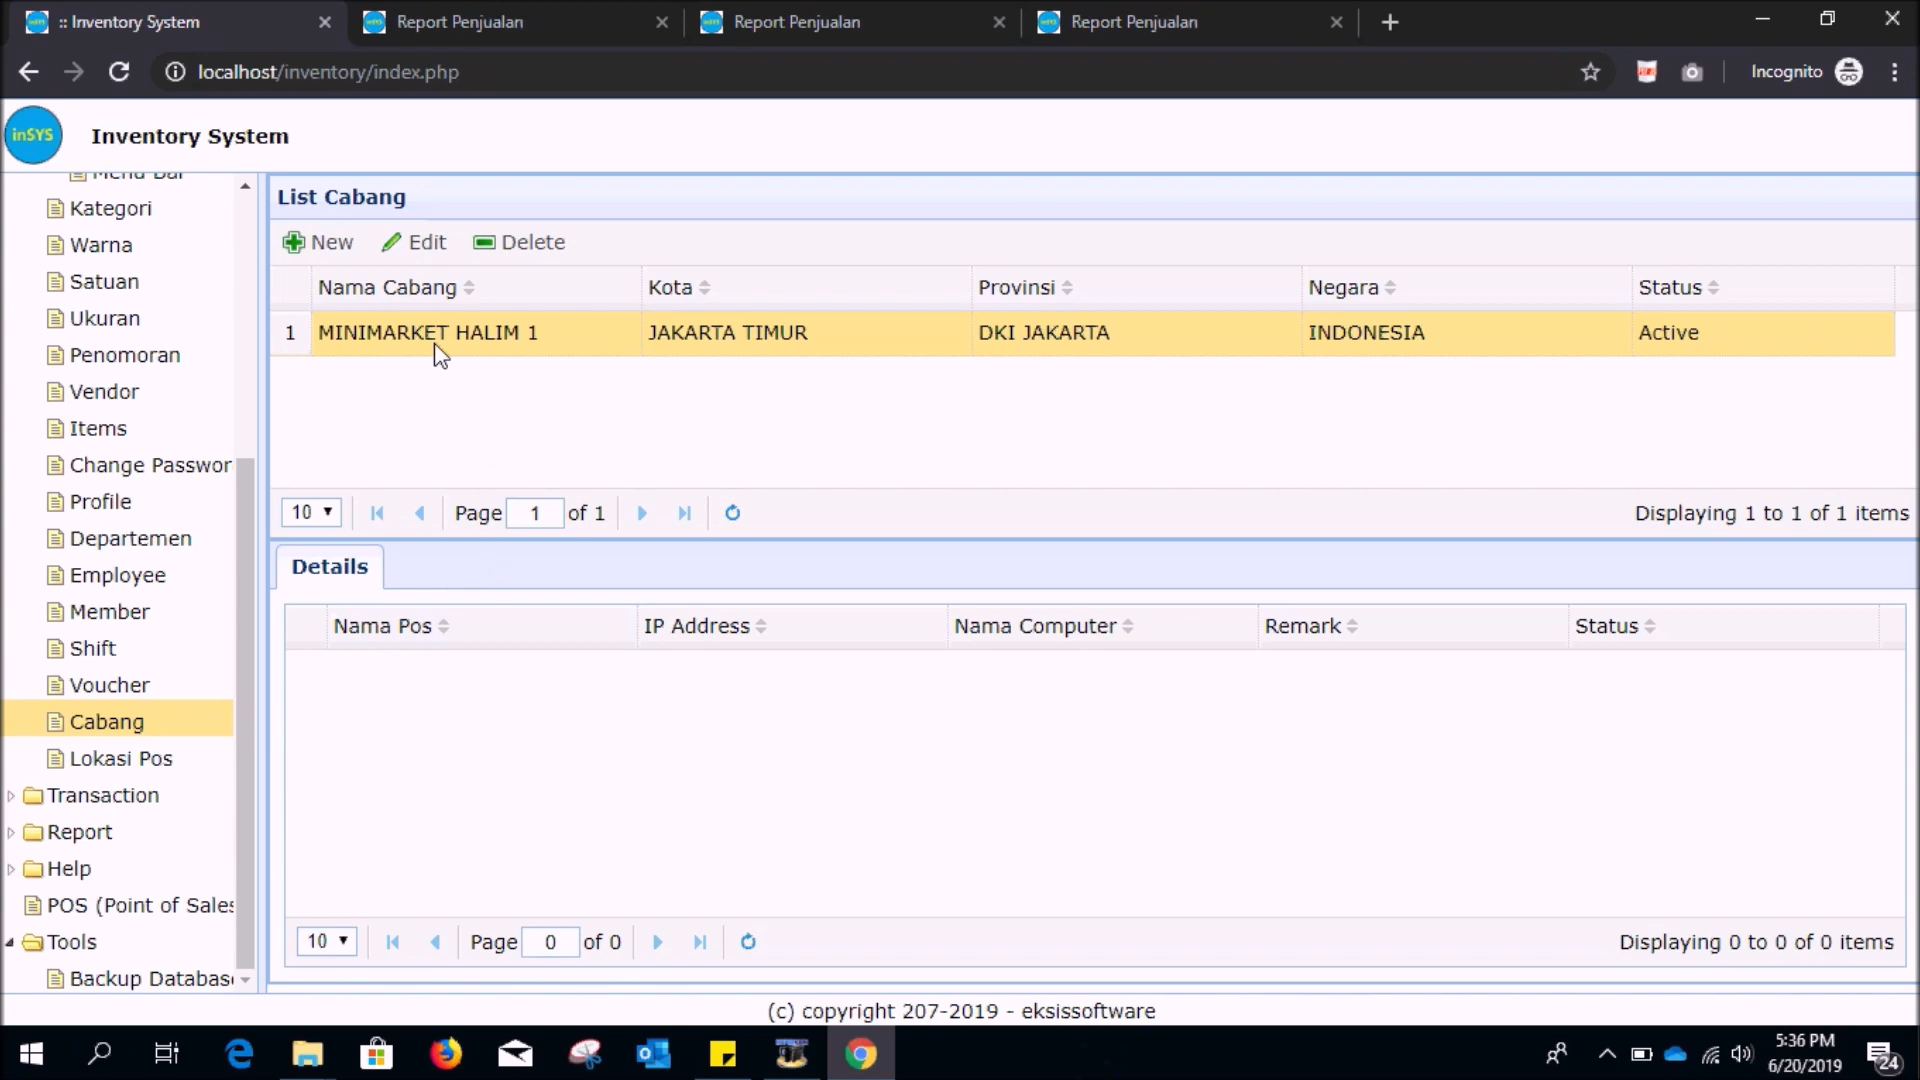 :: Inventory System
Report Penjualan
Report Penjualan
Report Penjualan
localhost/inventory/index.php
Incognito
inSYS
Inventory System
Menu Bar
Kategori
Warna
Satuan
Ukuran
Penomoran
Vendor
Items
Change Passwor
Profile
Departemen
Employee
Member
Shift
Voucher
Cabang
Lokasi Pos
Transaction
Report
Help
POS (Point of Sales
Tools
Backup Databas
List Cabang
New Edit Delete
Nama Cabang Kota Provinsi Negara Status
1 MINIMARKET HALIM 1 JAKARTA TIMUR DKI JAKARTA INDONESIA Active
10 Page 1 of 1 Displaying 1 to 1 of 1 items
Details
Nama Pos IP Address Nama Computer Remark Status
10 Page 0 of 0 Displaying 0 to 0 of 0 items
(c) copyright 207-2019 - eksissoftware
5:36 PM
6/20/2019
24